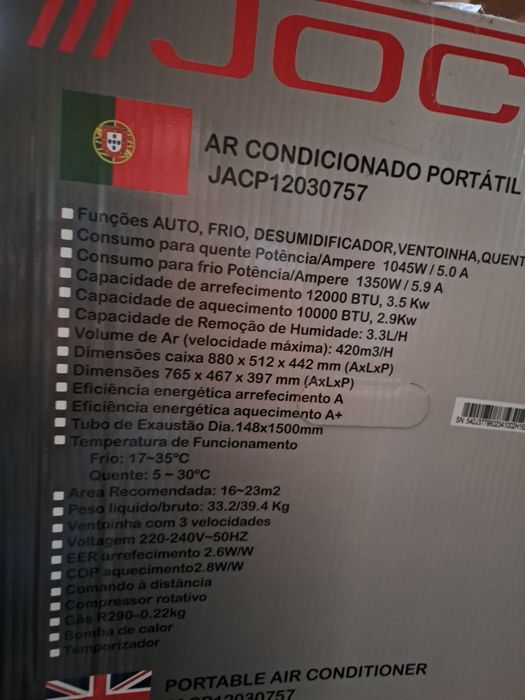 JOC
AR CONDICIONADO PORTÁTIL
JACP12030757
Funções AUTO, FRIO, DESUMIDIFICADOR, VENTOINHA, QUENT
Consumo para quente Potência/Ampere 1045W / 5.0 A
Consumo para frio Potência/Ampere 1350W / 5.9 A
Capacidade de arrefecimento 12000 BTU, 3.5 Kw
Capacidade de aquecimento 10000 BTU, 2.9Kw
Capacidade de Remoção de Humidade: 3.3L/H
Volume de Ar (velocidade máxima): 420m3/H
Dimensões caixa 880 x 512 x 442 mm (AxLxP)
Dimensões 765 x 467 x 397 mm (AxLxP)
Eficiência energética arrefecimento A
Eficiência energética aquecimento A+
Tubo de Exaustão Dia.148x1500mm
Temperatura de Funcionamento
Frio: 17~35ºC
Quente: 5 ~ 30ºC
Area Recomendada: 16~23m2
Peso liquido/bruto: 33.2/39.4 Kg
Ventoinha com 3 velocidades
Voltagem 220-240V~50HZ
EER arrefecimento 2.6W/W
COP aquecimento2.8W/W
Comando à distância
Compressor rotativo
Gás R290-0.22kg
Bomba de calor
Temporizador
PORTABLE AIR CONDITIONER
JACP12030757